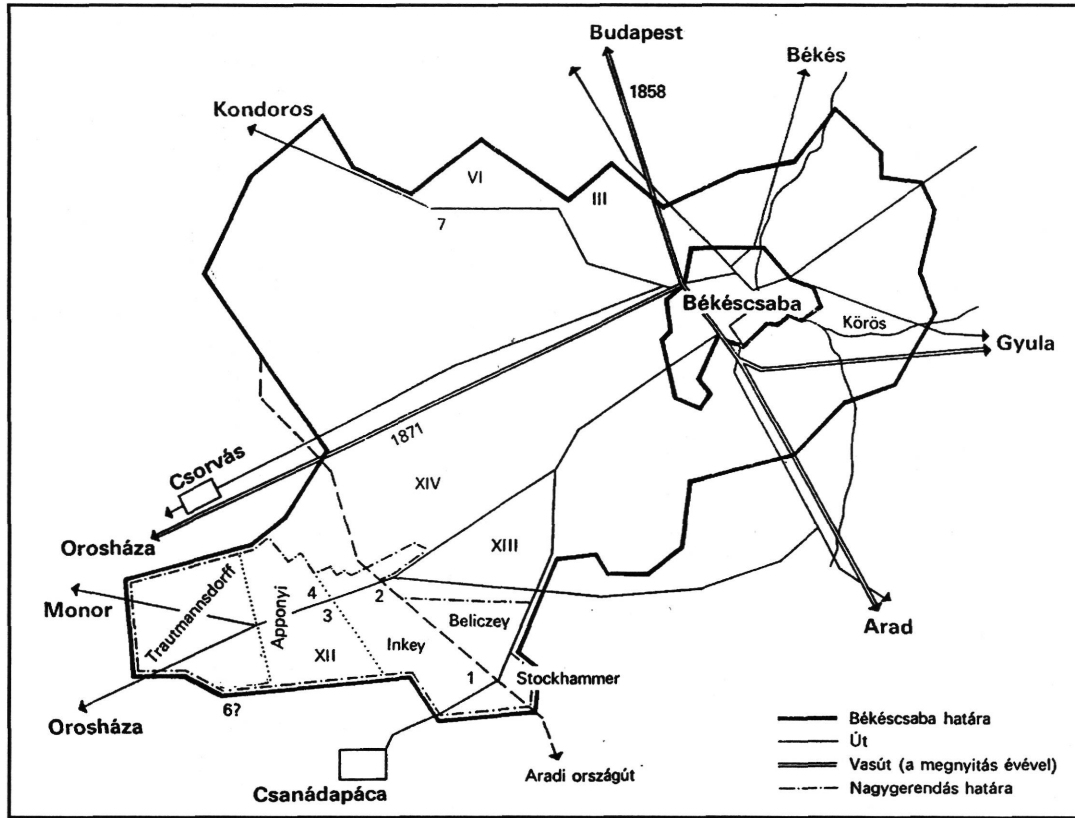 Budapest
Békés
1858
Kondoros
VI
III
7
Békéscsaba
Körös
Gyula
1871
Csorvás
XIV
Orosháza
XIII
Monor
Trautmannsdorff
Apponyi
4
3
2
Beliczey
Inkey
XII
1
Stockhammer
Arad
Orosháza
6?
Csanádapáca
Aradi országút
Békéscsaba határa
Út
Vasút (a megnyitás évével)
Nagygerendás határa